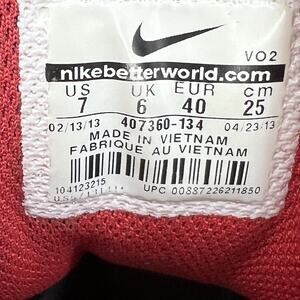 VO2
nikebetterworld.com
US UK EUR cm
7 6 40 25
02/13/13 407360-134 04/23/13
MADE IN VIETNAM
FABRIQUE AU VIETNAM
104123215
UPC 00887226211850